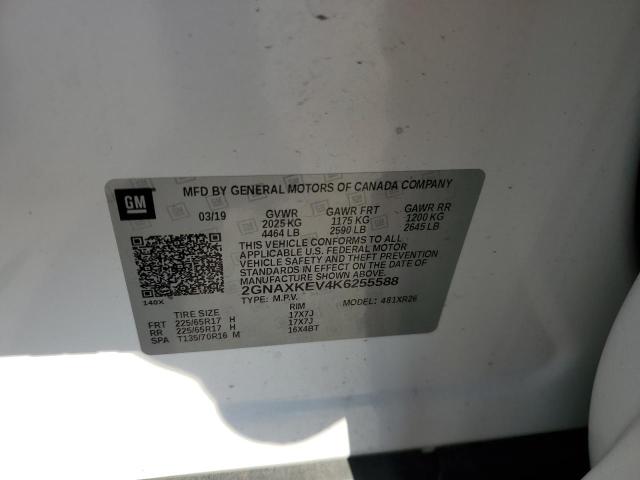 GM
MFD BY GENERAL MOTORS OF CANADA COMPANY
03/19 GVWR GAWR FRT GAWR RR
2025 KG 1175 KG 1200 KG
4464 LB 2590 LB 2645 LB
THIS VEHICLE CONFORMS TO ALL
APPLICABLE U.S. FEDERAL MOTOR
VEHICLE SAFETY AND THEFT PREVENTION
STANDARDS IN EFFECT ON THE DATE OF
MANUFACTURE SHOWN ABOVE.
2GNAXKEV4K6255588
140X
TYPE: M.P.V. MODEL: 481XR26
TIRE SIZE RIM
FRT 225/65R17 H 17X7J
RR 225/65R17 H 17X7J
SPA T135/70R16 M 16X4BT